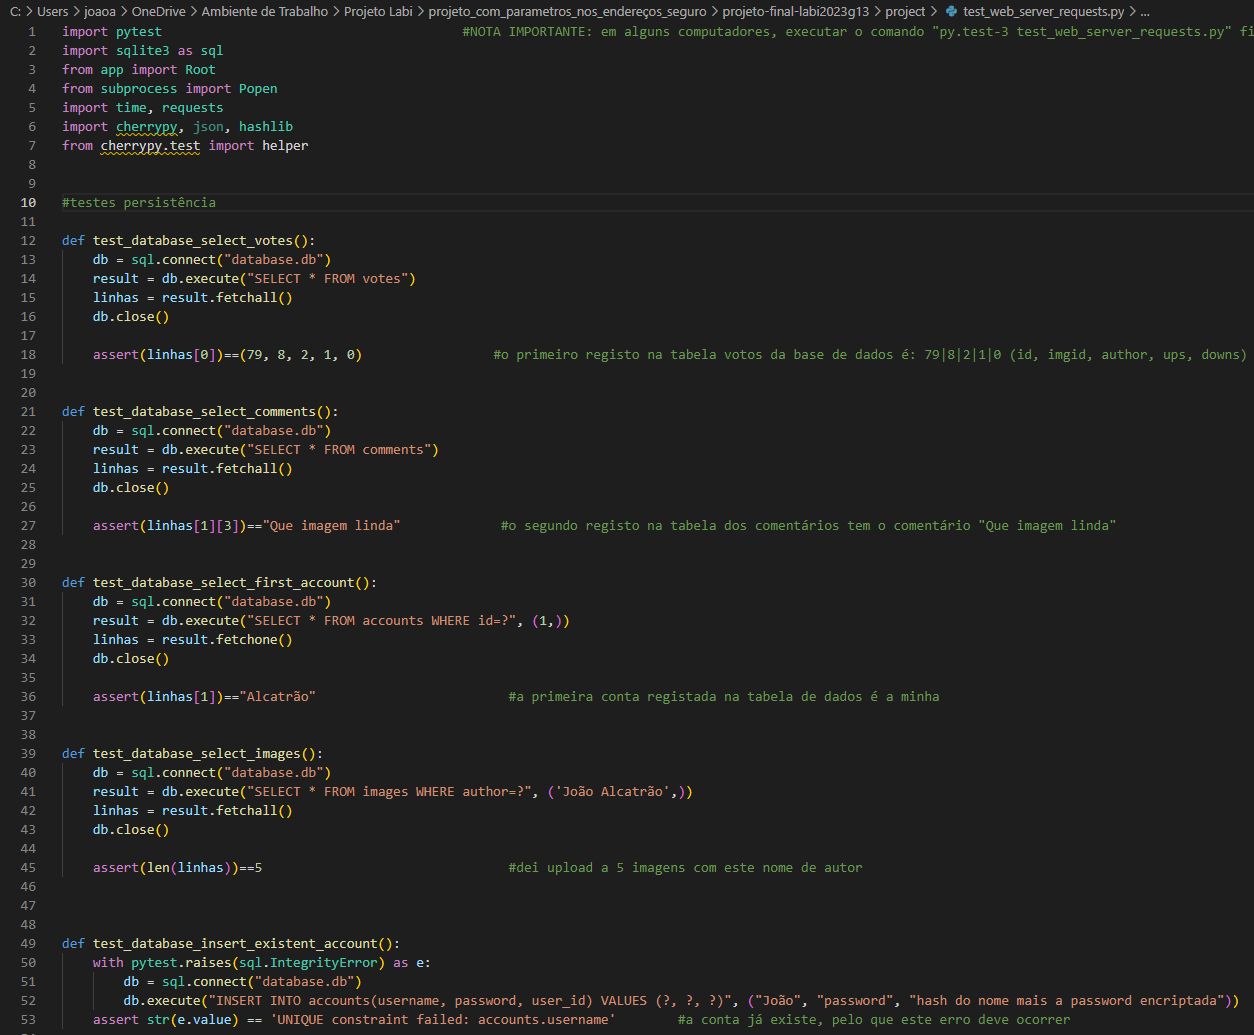 C: > Users > joaoa > OneDrive > Ambiente de Trabalho > Projeto Labi > projeto_com_parametros_nos_endereços_seguro > projeto-final-labi2023g13 > project > test_web_server_requests.py > ...
1 import pytest #NOTA IMPORTANTE: em alguns computadores, executar o comando "py.test-3 test_web_server_requests.py" fi
2 import sqlite3 as sql
3 from app import Root
4 from subprocess import Popen
5 import time, requests
6 import cherrypy, json, hashlib
7 from cherrypy.test import helper
8
9
10 #testes persistência
11
12 def test_database_select_votes():
13     db = sql.connect("database.db")
14     result = db.execute("SELECT * FROM votes")
15     linhas = result.fetchall()
16     db.close()
17
18     assert(linhas[0])==(79, 8, 2, 1, 0) #o primeiro registo na tabela votos da base de dados é: 79|8|2|1|0 (id, imgid, author, ups, downs)
19
20
21 def test_database_select_comments():
22     db = sql.connect("database.db")
23     result = db.execute("SELECT * FROM comments")
24     linhas = result.fetchall()
25     db.close()
26
27     assert(linhas[1][3])=="Que imagem linda" #o segundo registo na tabela dos comentários tem o comentário "Que imagem linda"
28
29
30 def test_database_select_first_account():
31     db = sql.connect("database.db")
32     result = db.execute("SELECT * FROM accounts WHERE id=?", (1,))
33     linhas = result.fetchone()
34     db.close()
35
36     assert(linhas[1])=="Alcatrão" #a primeira conta registada na tabela de dados é a minha
37
38
39 def test_database_select_images():
40     db = sql.connect("database.db")
41     result = db.execute("SELECT * FROM images WHERE author=?", ('João Alcatrão',))
42     linhas = result.fetchall()
43     db.close()
44
45     assert(len(linhas))==5 #dei upload a 5 imagens com este nome de autor
46
47
48
49 def test_database_insert_existent_account():
50     with pytest.raises(sql.IntegrityError) as e:
51         db = sql.connect("database.db")
52         db.execute("INSERT INTO accounts(username, password, user_id) VALUES (?, ?, ?)", ("João", "password", "hash do nome mais a password encriptada"))
53     assert str(e.value) == 'UNIQUE constraint failed: accounts.username' #a conta já existe, pelo que este erro deve ocorrer